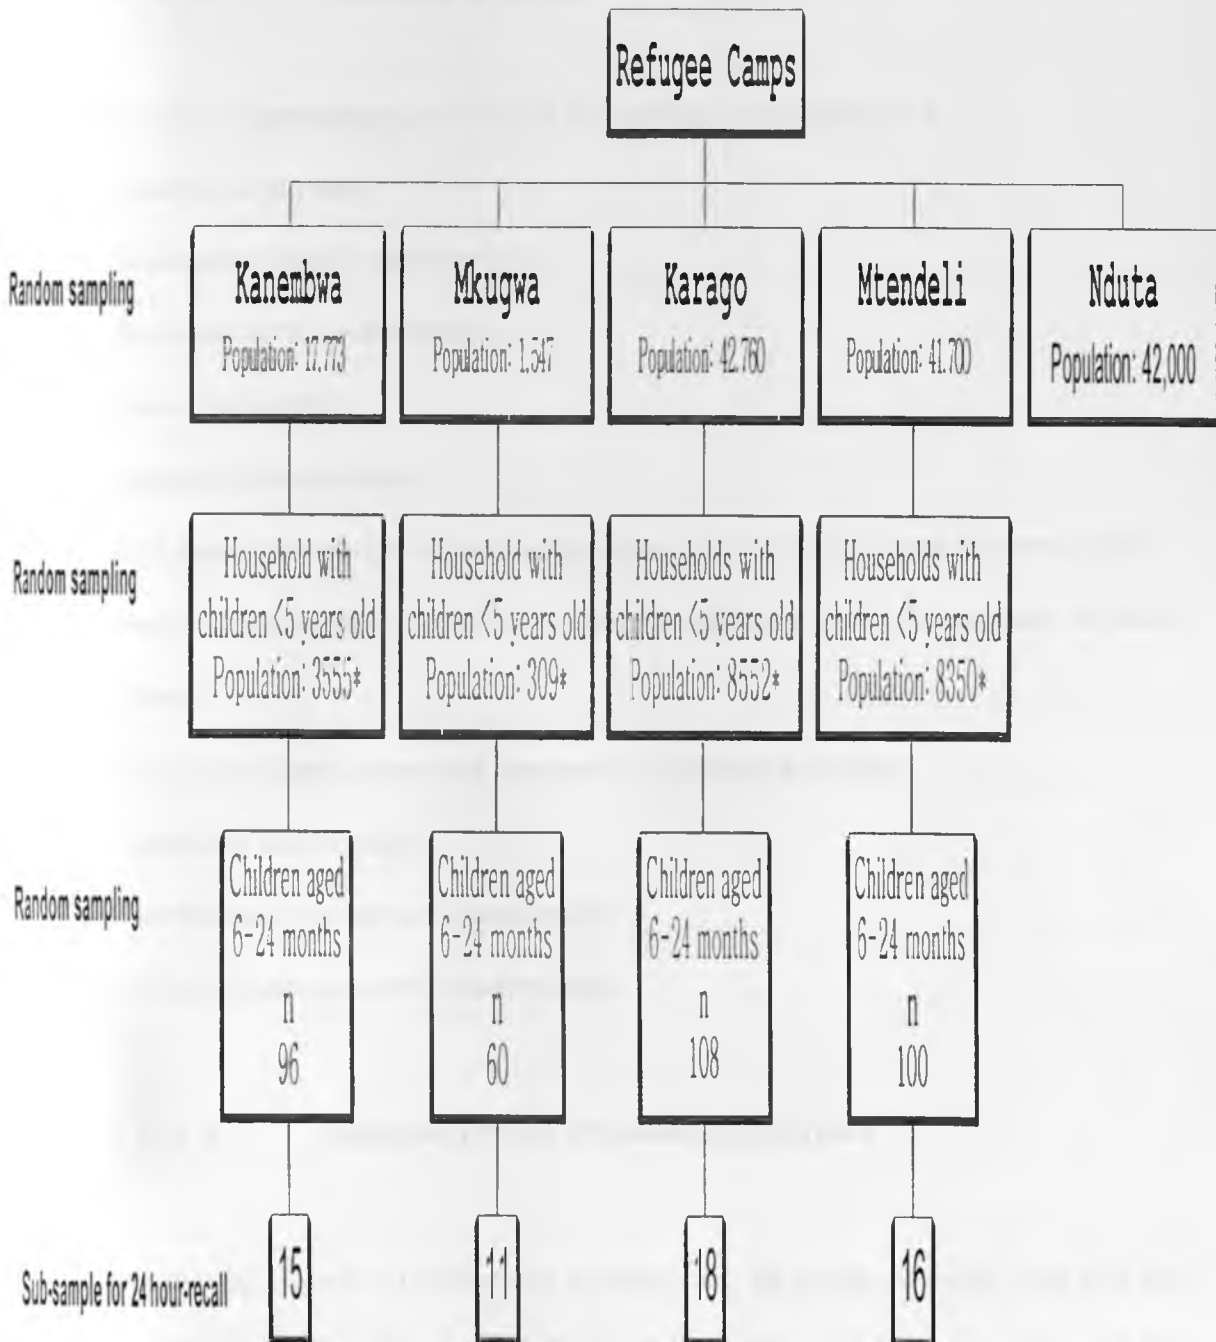 Refugee Camps
Random sampling
Kanembwa
Population: 17,773
Mkugwa
Population: 1,547
Karago
Population: 42,760
Mtendeli
Population: 41,700
Nduta
Population: 42,000
Random sampling
Household with
children <5 years old
Population: 3555*
Household with
children <5 years old
Population: 309*
Households with
children <5 years old
Population: 8552*
Households with
children <5 years old
Population: 8350*
Random sampling
Children aged
6-24 months
n
96
Children aged
6-24 months
n
60
Children aged
6-24 months
n
108
Children aged
6-24 months
n
100
Sub-sample for 24 hour-recall
15
11
18
16